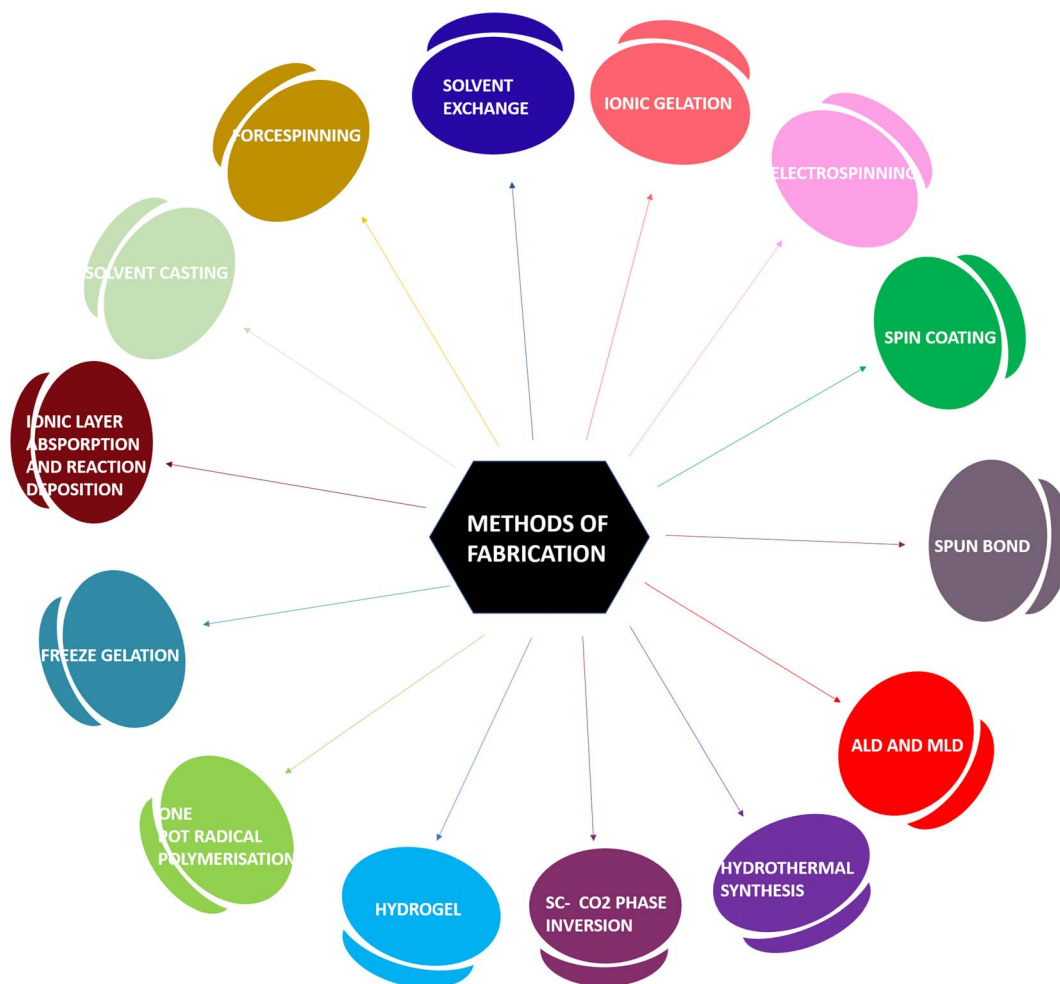 SOLVENT
EXCHANGE
IONIC GELATION
FORCESPINNING
ELECTROSPINNING
SOLVENT CASTING
SPIN COATING
IONIC LAYER
ABSPORPTION
AND REACTION
DEPOSITION
METHODS OF
FABRICATION
SPUN BOND
FREEZE GELATION
ALD AND MLD
ONE
POT RADICAL
POLYMERISATION
HYDROTHERMAL
SYNTHESIS
HYDROGEL
SC- CO2 PHASE
INVERSION